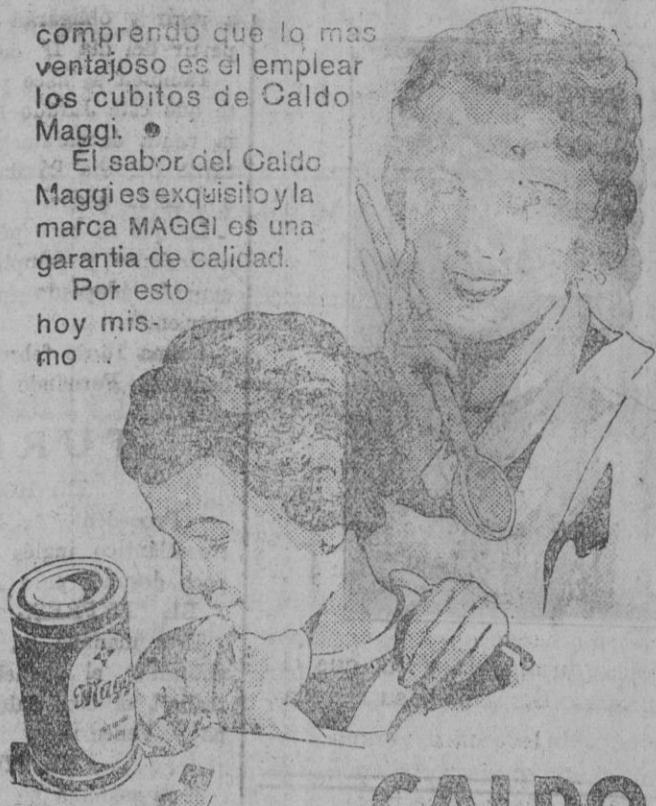 comprendo que lo mas
ventajoso es el emplear
los cubitos de Caldo
Maggi.
El sabor del Caldo
Maggi es exquisito y la
marca MAGGI es una
garantia de calidad.
Por esto
hoy mis-
mo
Maggi
CALDO